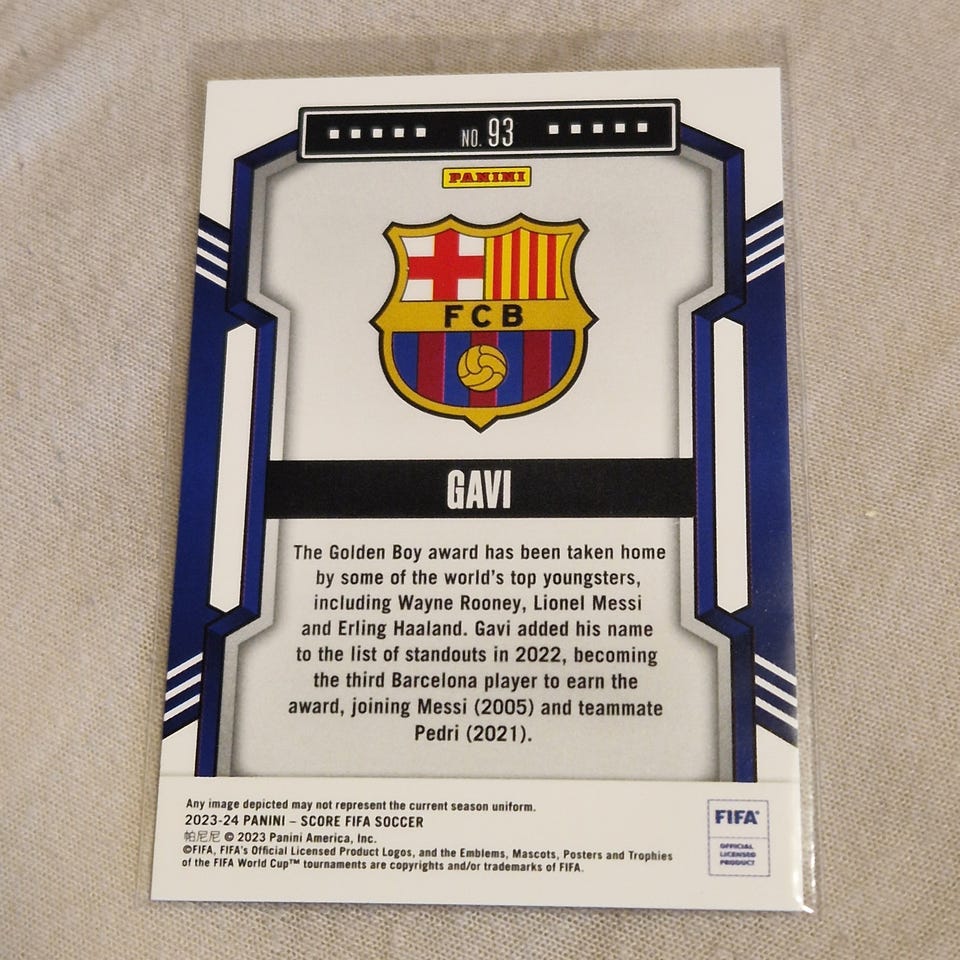 NO. 93
PANINI
FCB
GAVI
The Golden Boy award has been taken home
by some of the world's top youngsters,
including Wayne Rooney, Lionel Messi
and Erling Haaland. Gavi added his name
to the list of standouts in 2022, becoming
the third Barcelona player to earn the
award, joining Messi (2005) and teammate
Pedri (2021).
Any image depicted may not represent the current season uniform.
2023-24 PANINI – SCORE FIFA SOCCER
帕尼尼 © 2023 Panini America, Inc.
©FIFA, FIFA's Official Licensed Product Logos, and the Emblems, Mascots, Posters and Trophies
of the FIFA World Cup™ tournaments are copyrights and/or trademarks of FIFA.
FIFA®
OFFICIAL
LICENSED
PRODUCT